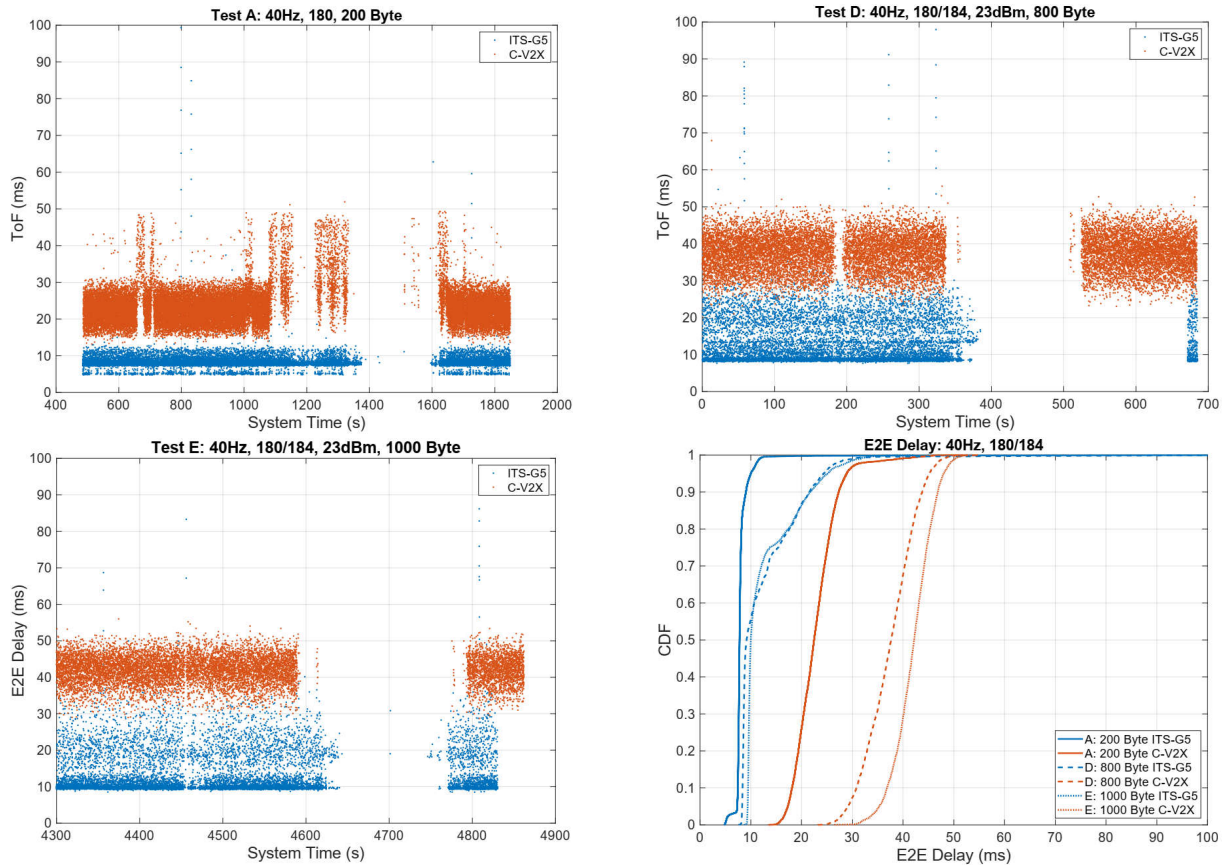 Test A: 40Hz, 180, 200 Byte
ToF (ms)
100
90
80
70
60
50
40
30
20
10
0
400 600 800 1000 1200 1400 1600 1800 2000
System Time (s)
ITS-G5
C-V2X
Test D: 40Hz, 180/184, 23dBm, 800 Byte
ToF (ms)
100
90
80
70
60
50
40
30
20
10
0
0 100 200 300 400 500 600 700
System Time (s)
ITS-G5
C-V2X
Test E: 40Hz, 180/184, 23dBm, 1000 Byte
E2E Delay (ms)
100
90
80
70
60
50
40
30
20
10
0
4300 4400 4500 4600 4700 4800 4900
System Time (s)
ITS-G5
C-V2X
E2E Delay: 40Hz, 180/184
CDF
1
0.9
0.8
0.7
0.6
0.5
0.4
0.3
0.2
0.1
0
0 10 20 30 40 50 60 70 80 90 100
E2E Delay (ms)
A: 200 Byte ITS-G5
A: 200 Byte C-V2X
D: 800 Byte ITS-G5
D: 800 Byte C-V2X
E: 1000 Byte ITS-G5
E: 1000 Byte C-V2X